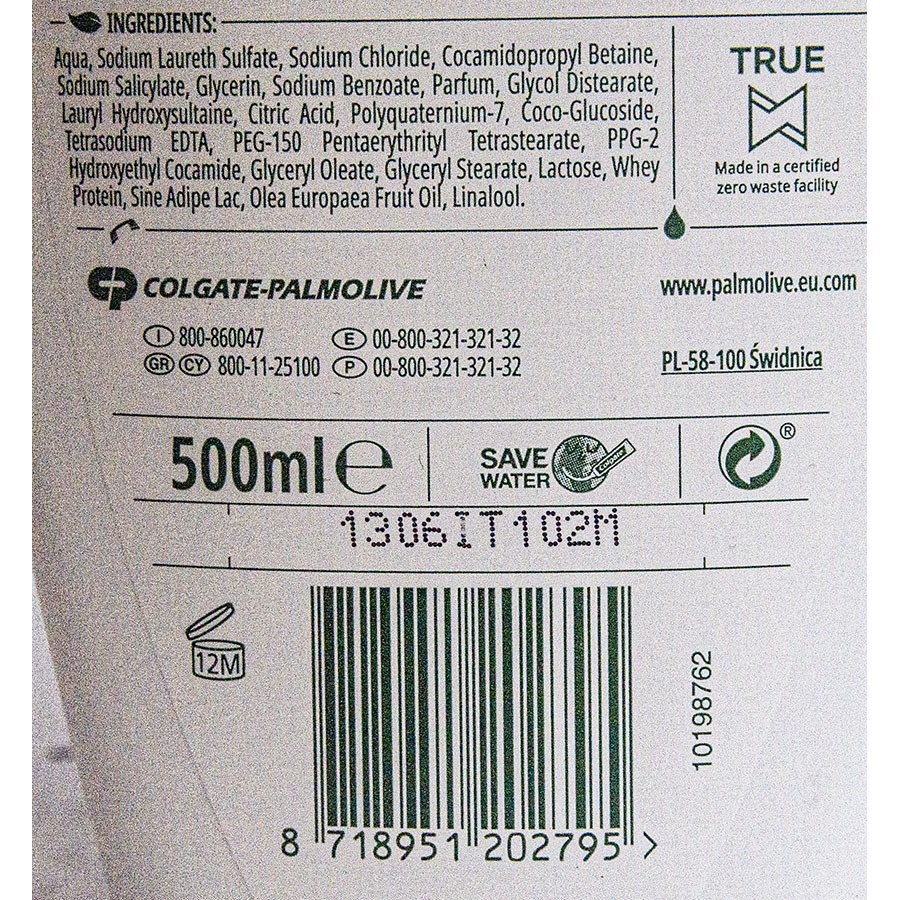 INGREDIENTS:
Aqua, Sodium Laureth Sulfate, Sodium Chloride, Cocamidopropyl Betaine,
Sodium Salicylate, Glycerin, Sodium Benzoate, Parfum, Glycol Distearate,
Lauryl Hydroxysultaine, Citric Acid, Polyquaternium-7, Coco-Glucoside,
Tetrasodium EDTA, PEG-150 Pentaerythrityl Tetrastearate, PPG-2
Hydroxyethyl Cocamide, Glyceryl Oleate, Glyceryl Stearate, Lactose, Whey
Protein, Sine Adipe Lac, Olea Europaea Fruit Oil, Linalool.
TRUE
Made in a certified
zero waste facility
COLGATE-PALMOLIVE
www.palmolive.eu.com
I 800-860047 E 00-800-321-321-32
GR CY 800-11-25100 P 00-800-321-321-32
PL-58-100 Świdnica
500ml e
SAVE
WATER
Colgate
®
1306IT102M
12M
10198762
8 718951 202795 >